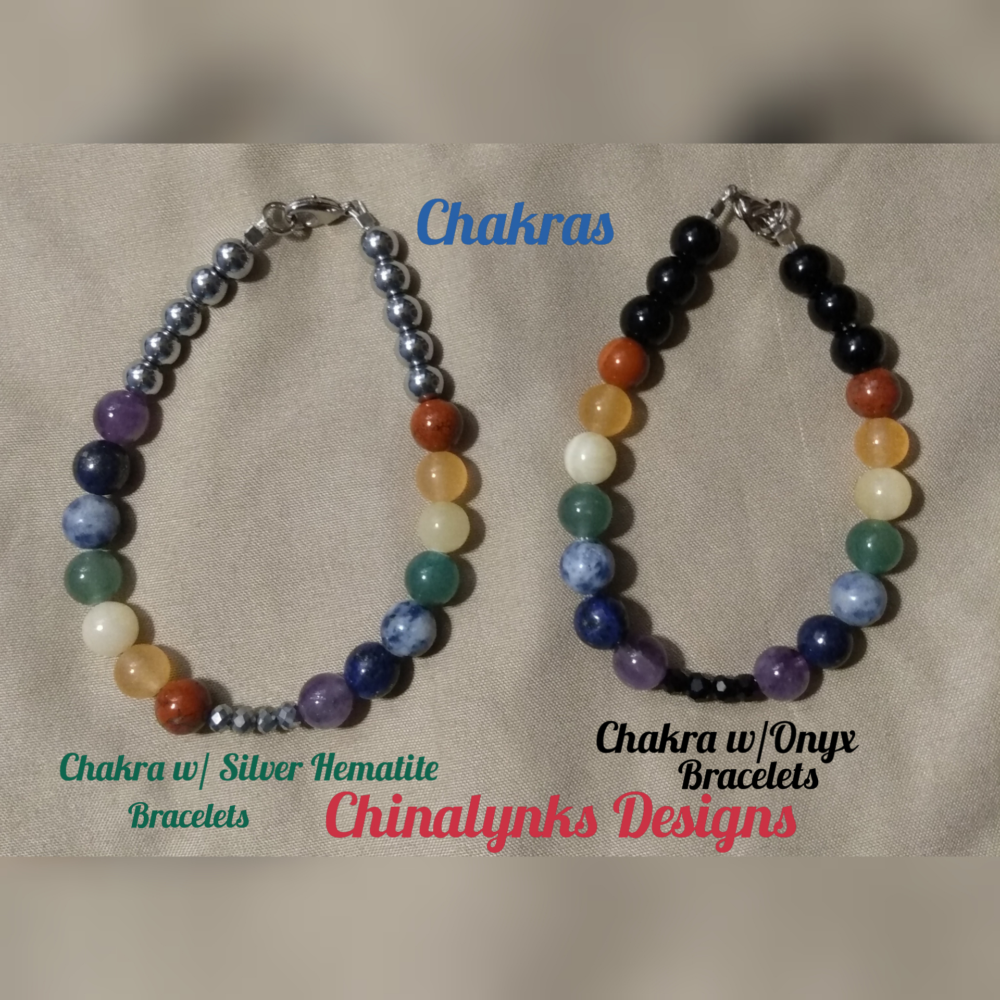 Chakras
Chakra w/ Silver Hematite
Bracelets
Chakra w/Onyx
Bracelets
Chinalynks Designs